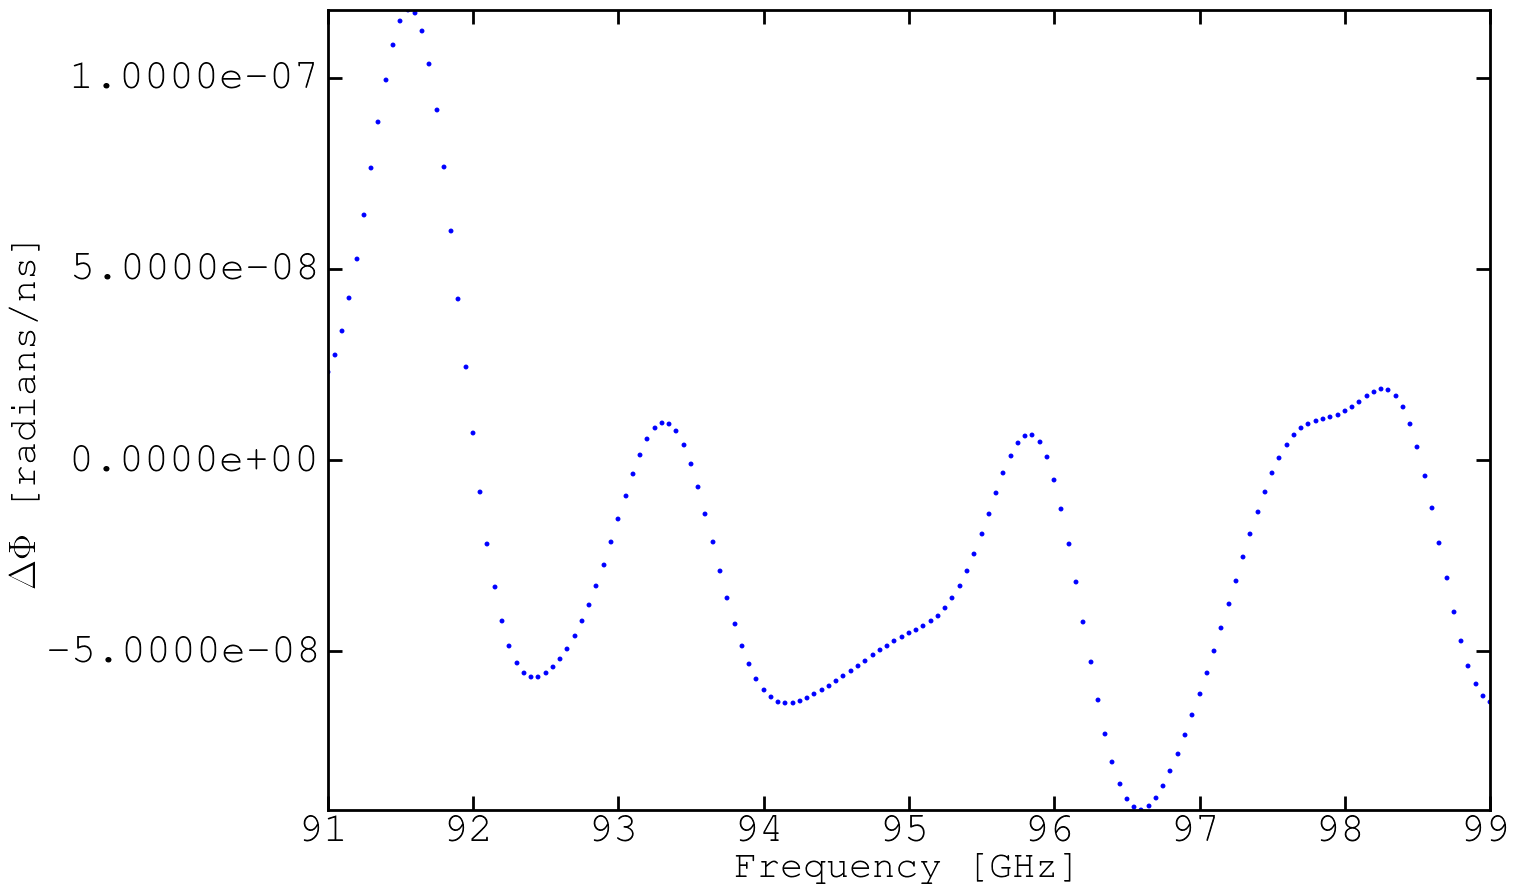 1.0000e−07
5.0000e−08
0.0000e+00
−5.0000e−08
ΔΦ [radians/ns]
91 92 93 94 95 96 97 98 99
Frequency [GHz]